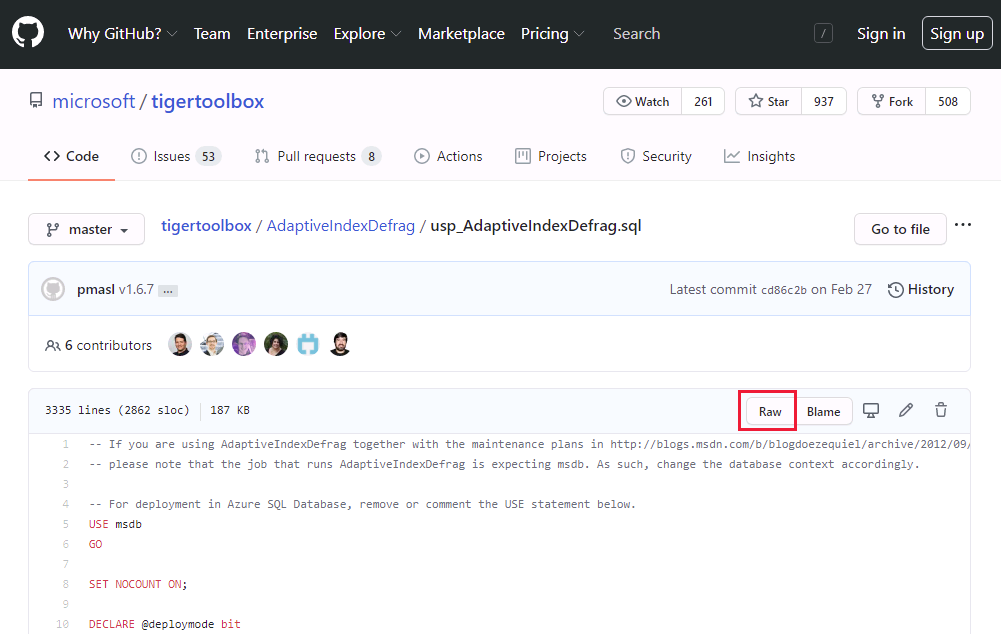 Why GitHub? Team Enterprise Explore Marketplace Pricing Search / Sign in Sign up
microsoft / tigertoolbox Watch 261 Star 937 Fork 508
Code Issues 53 Pull requests 8 Actions Projects Security Insights
master tigertoolbox / AdaptiveIndexDefrag / usp_AdaptiveIndexDefrag.sql Go to file ...
pmasl v1.6.7 ... Latest commit cd86c2b on Feb 27 History
6 contributors
3335 lines (2862 sloc) 187 KB Raw Blame
1 -- If you are using AdaptiveIndexDefrag together with the maintenance plans in http://blogs.msdn.com/b/blogdoezequiel/archive/2012/09/
2 -- please note that the job that runs AdaptiveIndexDefrag is expecting msdb. As such, change the database context accordingly.
3
4 -- For deployment in Azure SQL Database, remove or comment the USE statement below.
5 USE msdb
6 GO
7
8 SET NOCOUNT ON;
9
10 DECLARE @deploymode bit